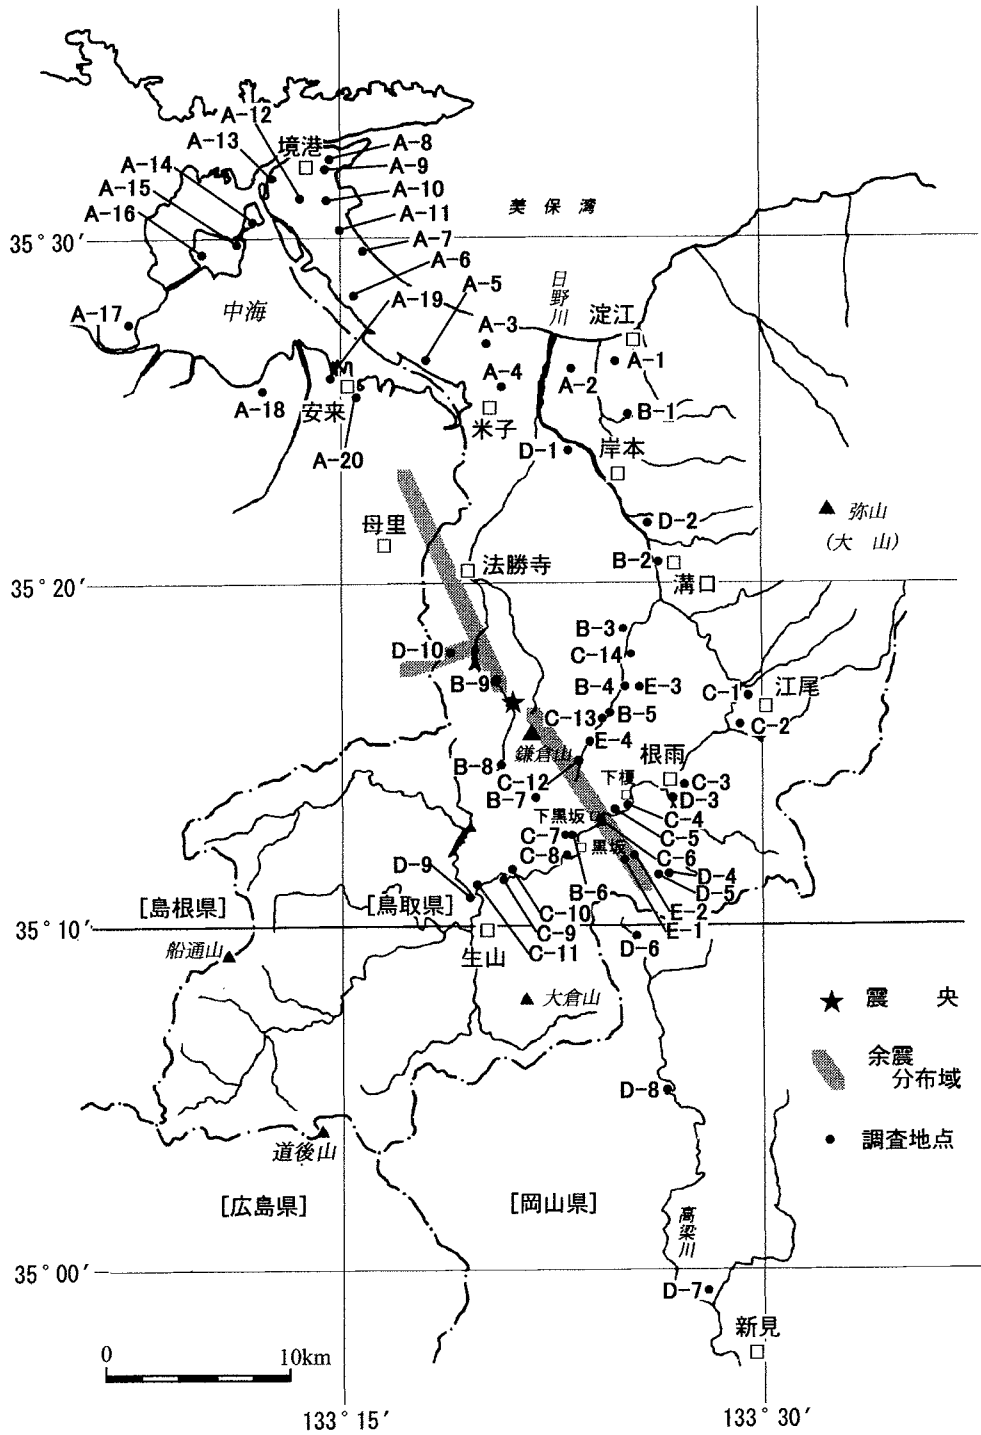 A-12
A-13
境港
A-8
A-14
A-9
A-15
A-10
A-16
A-11
美保湾
35°30′
A-7
A-6
日野川
A-5
A-19
中海
淀江
A-17
A-3
A-1
A-4
A-2
A-18
安来
米子
B-1
岸本
D-1
A-20
母里
D-2
弥山
(大山)
法勝寺
B-2
溝口
35°20′
B-3
D-10
C-14
B-9
B-4
E-3
C-1
江尾
C-13
B-5
C-2
E-4
鎌倉山
根雨
B-8
C-12
下榎
C-3
B-7
D-3
下黒坂
C-4
C-7
C-5
C-8
黒坂
C-6
D-9
D-4
B-6
D-5
[島根県]
[鳥取県]
C-10
E-2
35°10′
C-9
E-1
D-6
船通山
生山
C-11
大倉山
震央
余震
分布域
D-8
調査地点
道後山
[広島県]
[岡山県]
高梁川
35°00′
D-7
新見
0
10km
133°15′
133°30′